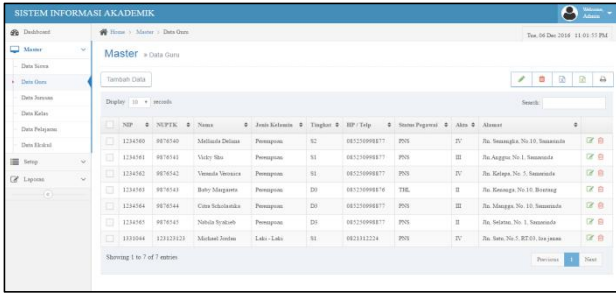 SISTEM INFORMASI AKADEMIK
Welcome, Admin
Dashboard
Home > Master > Data Guru
Tue, 06 Dec 2016 11:01:55 PM
Master
Master » Data Guru
Data Siswa
Data Guru
Tambah Data
Data Ruangan
Display 10 records
Search:
Data Kelas
Data Pelajaran
Data Ekskul
Setup
Laporan
NIP NUPTK Nama Jenis Kelamin Tingkat HP / Telp Status Pegawai Akta Alamat
1234560 9876540 Melliarda Deliana Perempuan S2 085250998877 PNS IV Jln. Semangka, No.10, Samarinda
1234561 9876541 Vicky Shu Perempuan S1 085250998877 PNS III Jln. Anggur, No.1, Samarinda
1234562 9876542 Veranda Veronica Perempuan S1 085250998877 PNS IV Jln. Kelapa, No. 5, Samarinda
1234563 9876543 Beby Margareta Perempuan D3 085250998876 THL II Jln. Kenanga, No.10, Bontang
1234564 9876544 Citra Scholastika Perempuan D3 085250998877 PNS III Jln. Mangga, No. 10, Samarinda
1234565 9876545 Nabila Syakieb Perempuan D3 085250998877 PNS II Jln. Selatan, No. 1, Samarinda
1331044 123123123 Michael Jordan Laki - Laki S1 0821312224 PNS IV Jln. Satu, No.5, RT.03, loa janan
Showing 1 to 7 of 7 entries
Previous 1 Next